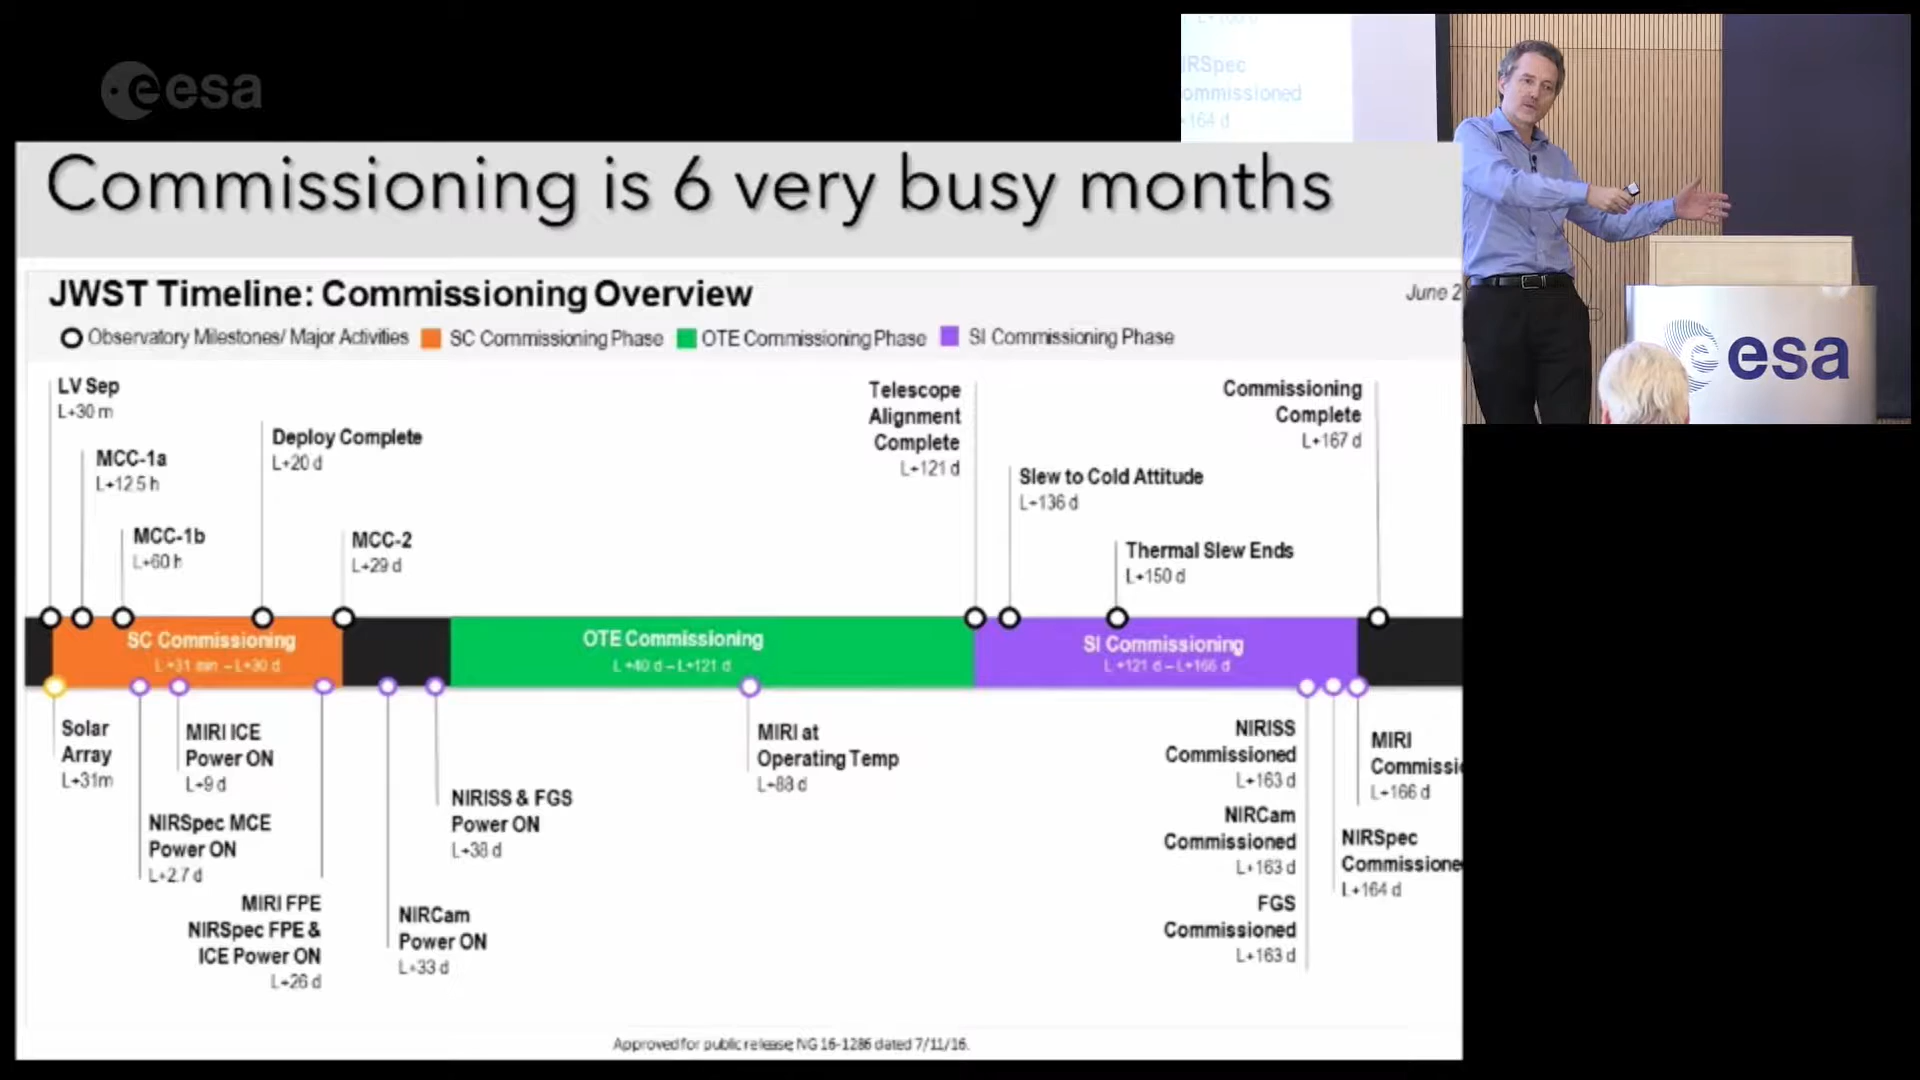 esa
RSpec
ommissioned
164 d
esa
Commissioning is 6 very busy months
JWST Timeline: Commissioning Overview
June 2
Observatory Milestones/ Major Activities
SC Commissioning Phase
OTE Commissioning Phase
SI Commissioning Phase
LV Sep
L+30 m
MCC-1a
L+12.5 h
MCC-1b
L+60 h
Deploy Complete
L+20 d
MCC-2
L+29 d
Telescope
Alignment
Complete
L+121 d
Slew to Cold Attitude
L+136 d
Thermal Slew Ends
L+150 d
Commissioning
Complete
L+167 d
SC Commissioning
L+31 min – L+30 d
OTE Commissioning
L+40 d – L+121 d
SI Commissioning
L+121 d – L+166 d
Solar
Array
L+31m
NIRSpec MCE
Power ON
L+2.7 d
MIRI ICE
Power ON
L+9 d
MIRI FPE
NIRSpec FPE &
ICE Power ON
L+26 d
NIRCam
Power ON
L+33 d
NIRISS & FGS
Power ON
L+38 d
MIRI at
Operating Temp
L+88 d
NIRISS
Commissioned
L+163 d
NIRCam
Commissioned
L+163 d
FGS
Commissioned
L+163 d
NIRSpec
Commissione
L+164 d
MIRI
Commissi
L+166 d
Approved for public release; NG 16-1286 dated 7/11/16.